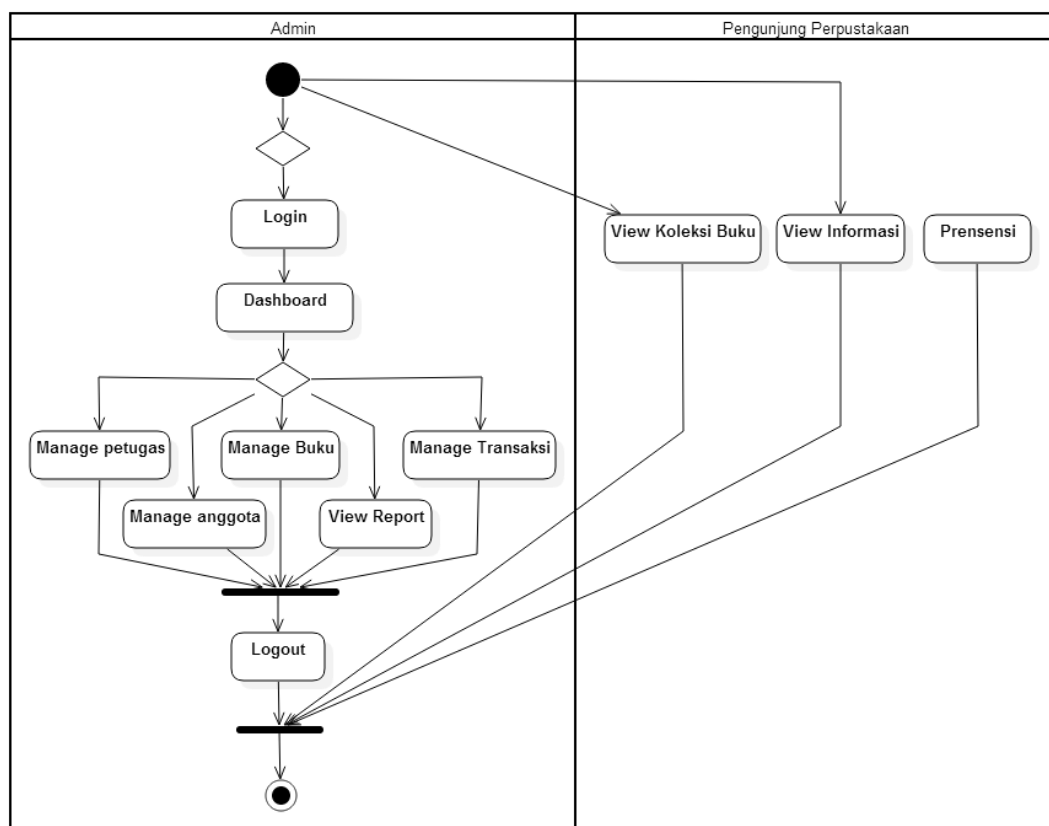 Admin
Pengunjung Perpustakaan
Login
View Koleksi Buku
View Informasi
Prensensi
Dashboard
Manage petugas
Manage Buku
Manage Transaksi
Manage anggota
View Report
Logout